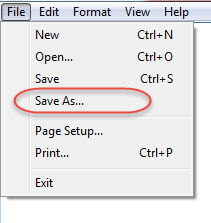 File Edit Format View Help
New Ctrl+N
Open... Ctrl+O
Save Ctrl+S
Save As...
Page Setup...
Print... Ctrl+P
Exit